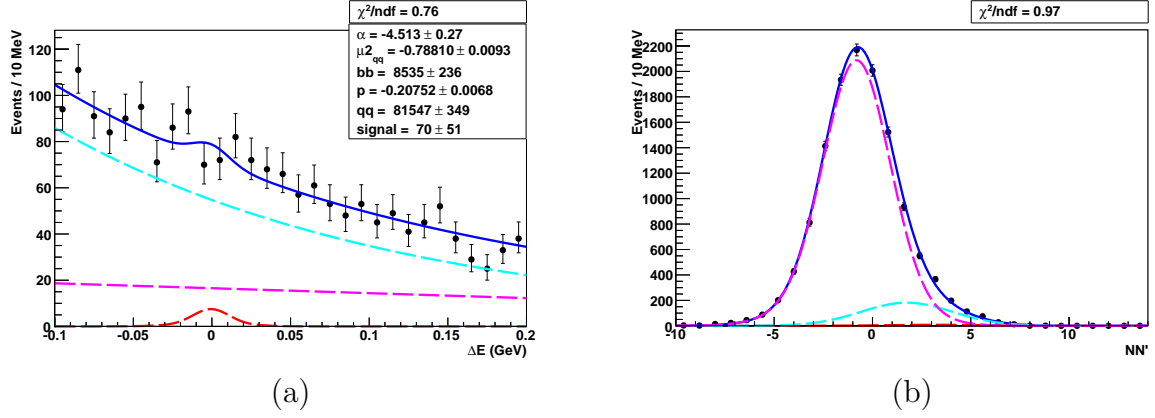 χ²/ndf = 0.76
α = -4.513 ± 0.27
μ2_qq = -0.78810 ± 0.0093
bb = 8535 ± 236
p = -0.20752 ± 0.0068
qq = 81547 ± 349
signal = 70 ± 51
Events / 10 MeV
120
100
80
60
40
20
0
-0.1 -0.05 0 0.05 0.1 0.15 0.2
ΔE (GeV)
(a)
χ²/ndf = 0.97
Events / 10 MeV
2200
2000
1800
1600
1400
1200
1000
800
600
400
200
0
-10 -5 0 5 10
NN'
(b)